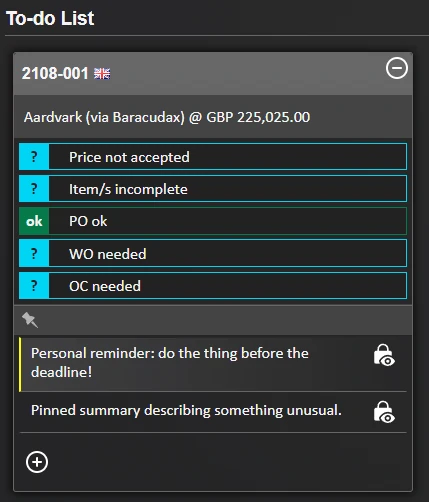 To-do List
2108-001
Aardvark (via Baracudax) @ GBP 225,025.00
? Price not accepted
? Item/s incomplete
ok PO ok
? WO needed
? OC needed
Personal reminder: do the thing before the
deadline!
Pinned summary describing something unusual.